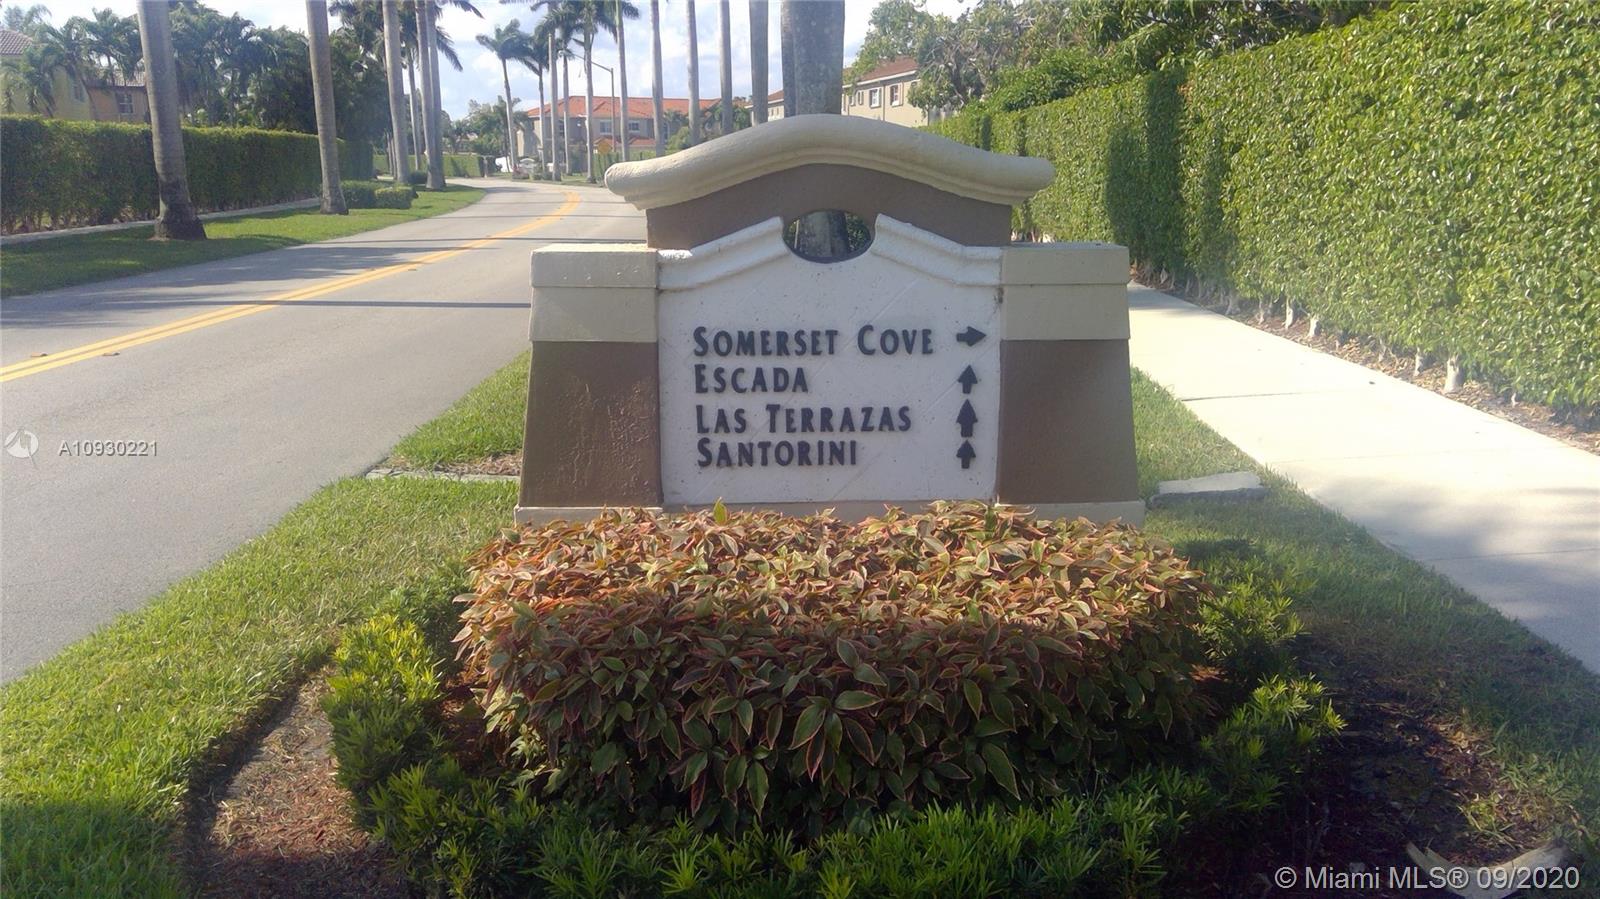 SOMERSET COVE
ESCADA
LAS TERRAZAS
SANTORINI
A10930221
© Miami MLS® 09/2020